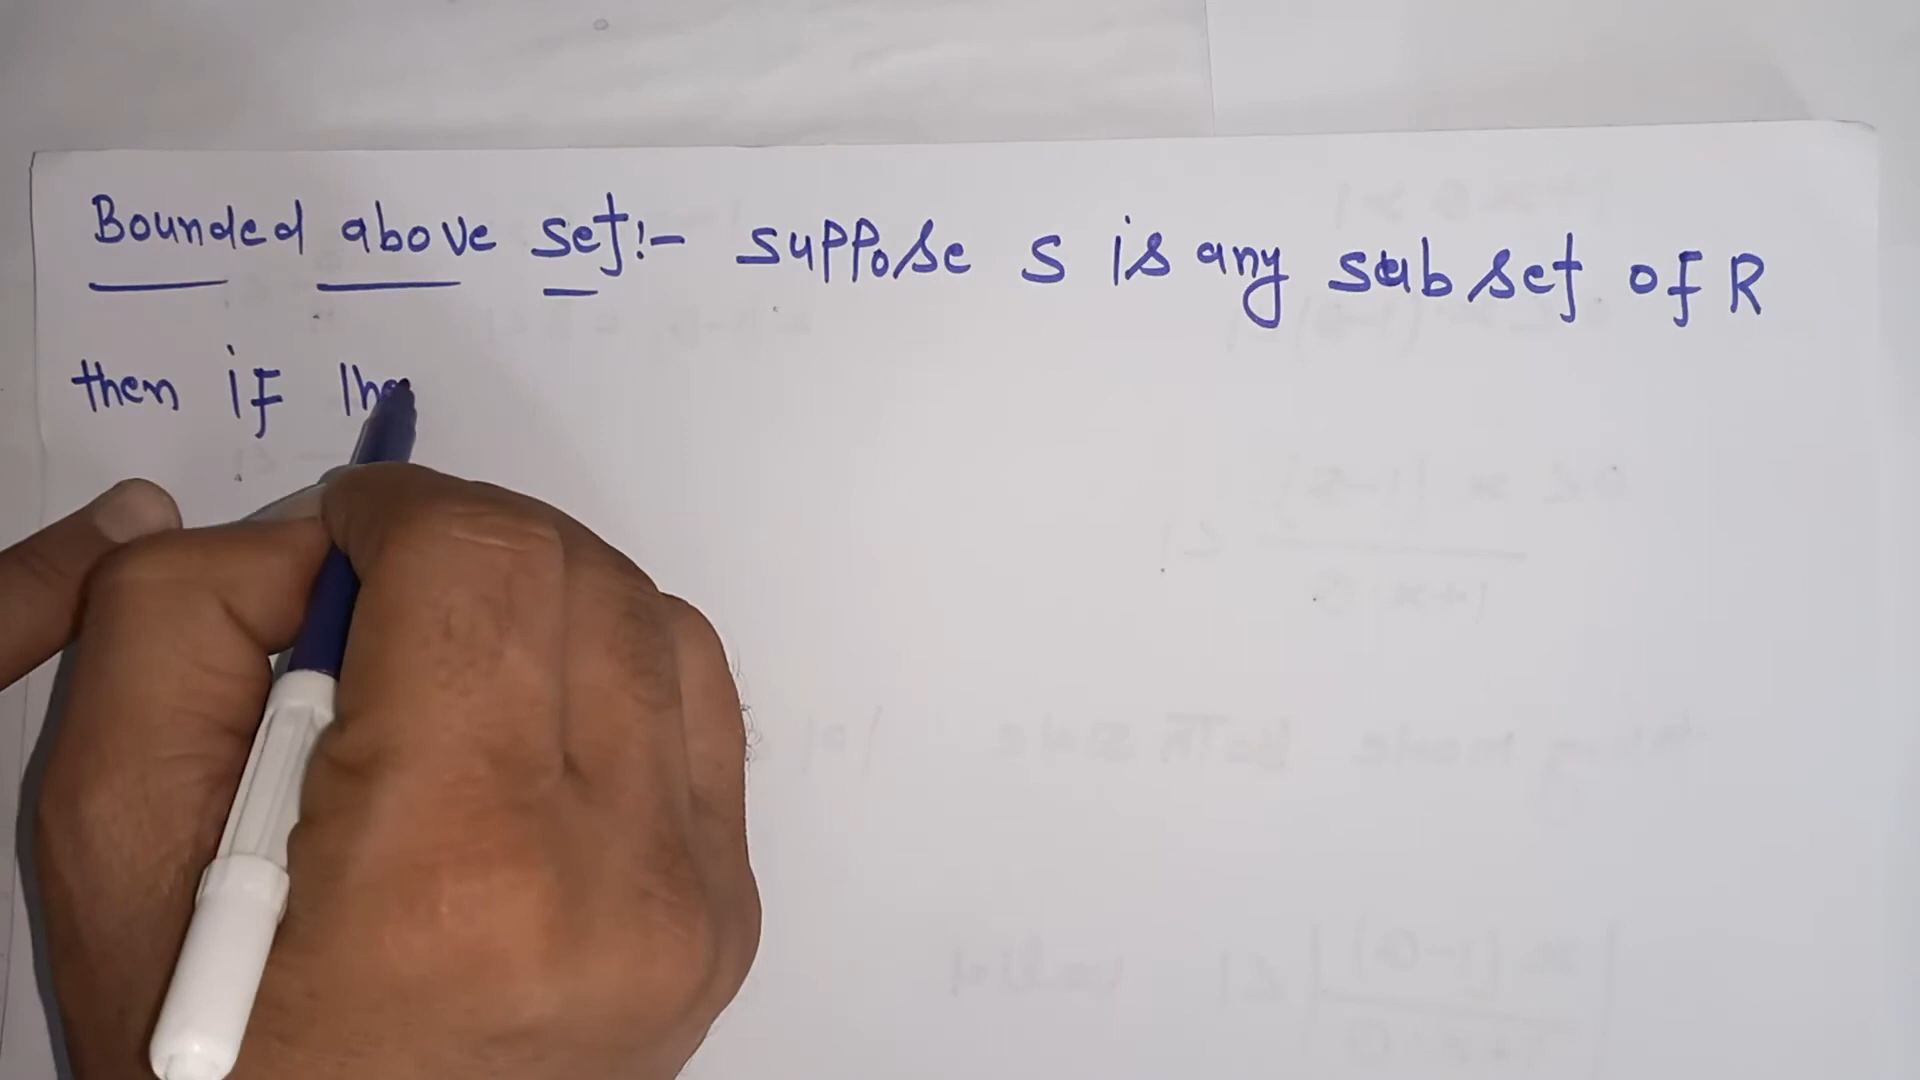 Bounded above set:- suppose S is any subset of R
then if the